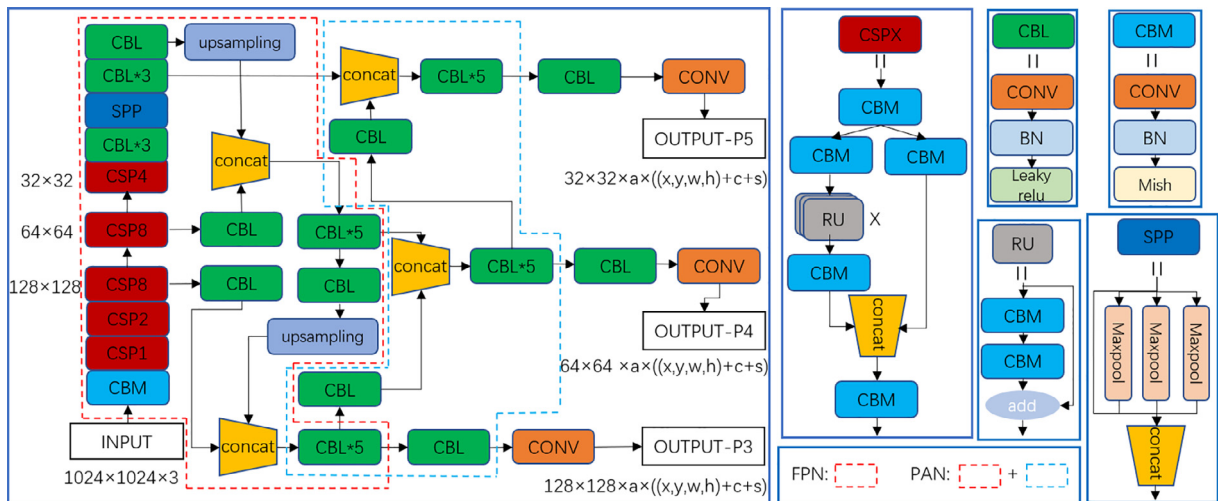 CBL
upsampling
CBL*3
SPP
CBL*3
32×32
CSP4
64×64
CSP8
CBL
128×128
CSP8
CBL
CSP2
CSP1
CBM
INPUT
1024×1024×3
concat
concat
CBL*5
CBL
upsampling
CBL
concat
CBL*5
CBL
CONV
OUTPUT-P3
128×128×a×((x,y,w,h)+c+s)
concat
CBL
CBL*5
CBL
CONV
OUTPUT-P5
32×32×a×((x,y,w,h)+c+s)
CBL*5
CBL
CONV
OUTPUT-P4
64×64 ×a×((x,y,w,h)+c+s)
CSPX
CBM
CBM
CBM
RU
X
CBM
concat
CBM
CBL
CONV
BN
Leaky
relu
CBM
CONV
BN
Mish
RU
CBM
CBM
add
SPP
Maxpool
Maxpool
Maxpool
concat
FPN:
PAN:
+